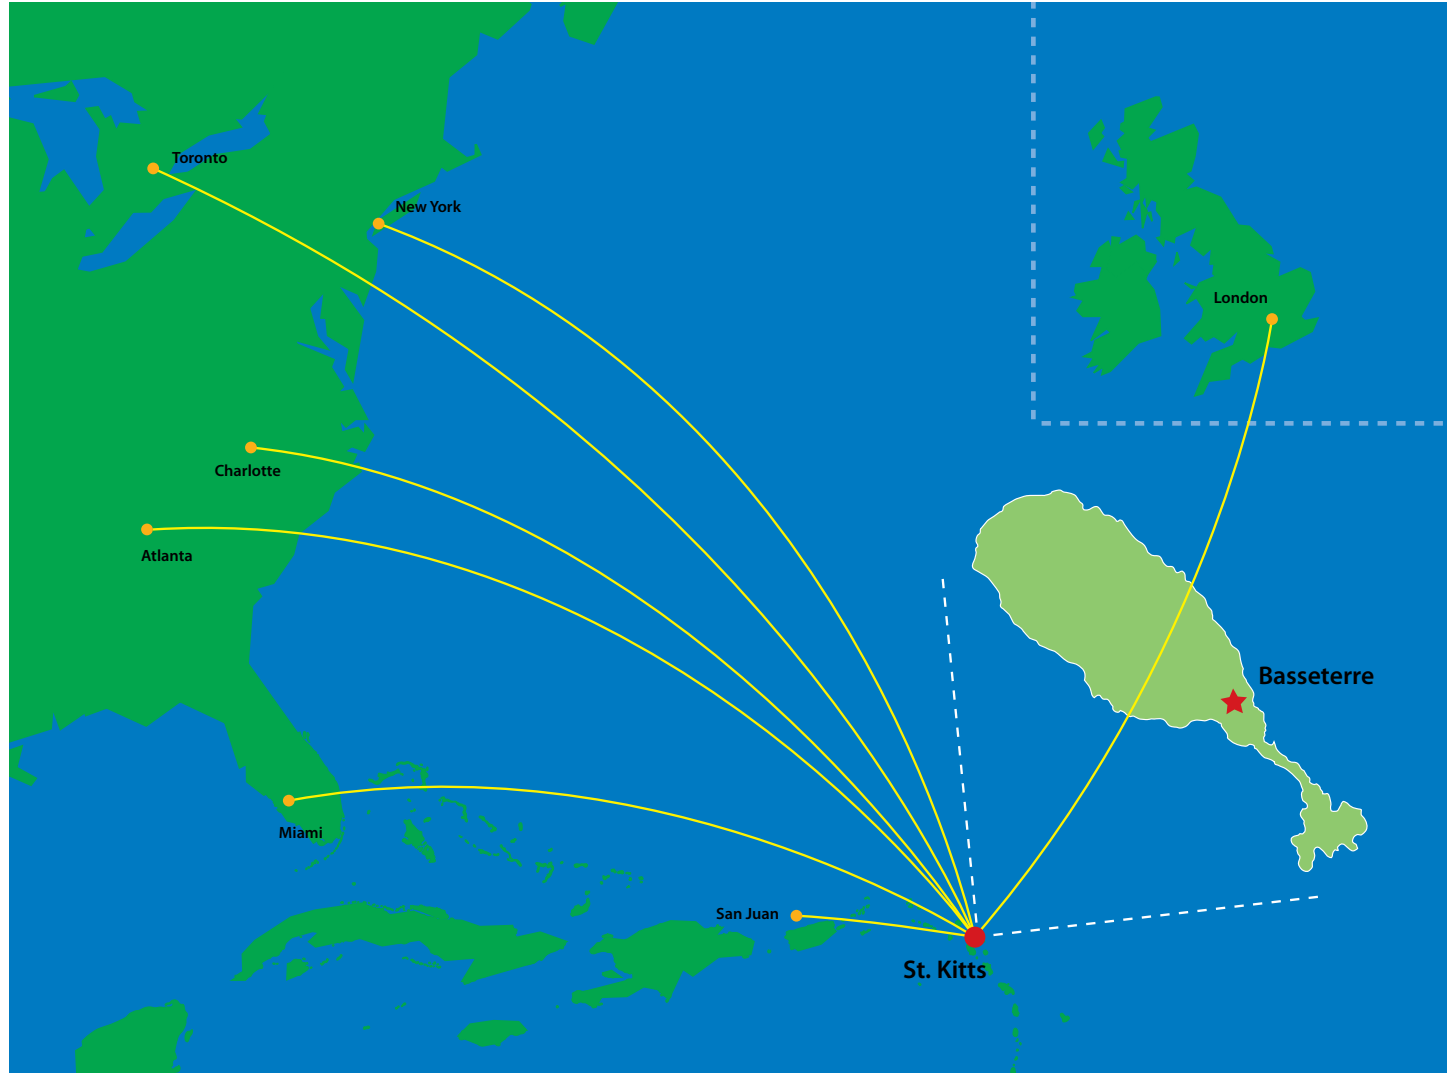 Toronto
New York
London
Charlotte
Atlanta
Basseterre
Miami
San Juan
St. Kitts